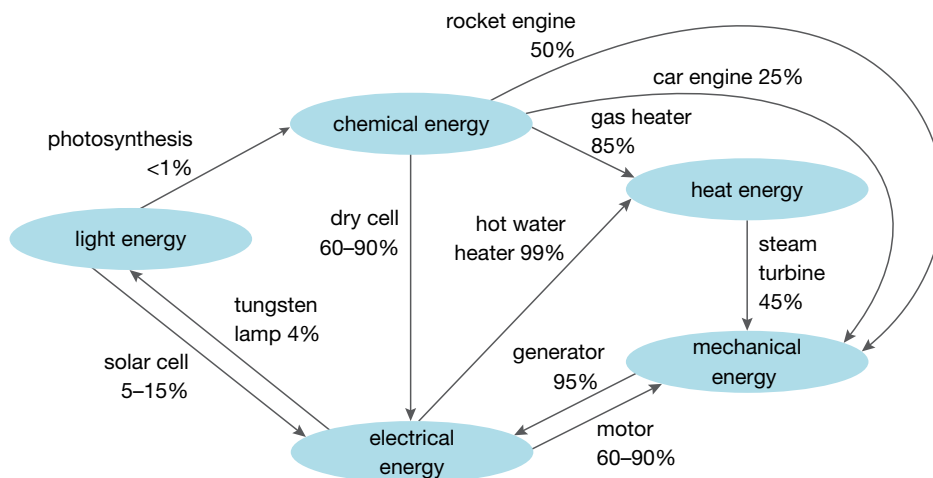 rocket engine
50%
car engine 25%
chemical energy
gas heater
85%
photosynthesis
<1%
heat energy
dry cell
60–90%
hot water
heater 99%
light energy
steam
turbine
45%
tungsten
lamp 4%
solar cell
5–15%
generator
95%
mechanical
energy
electrical
energy
motor
60–90%